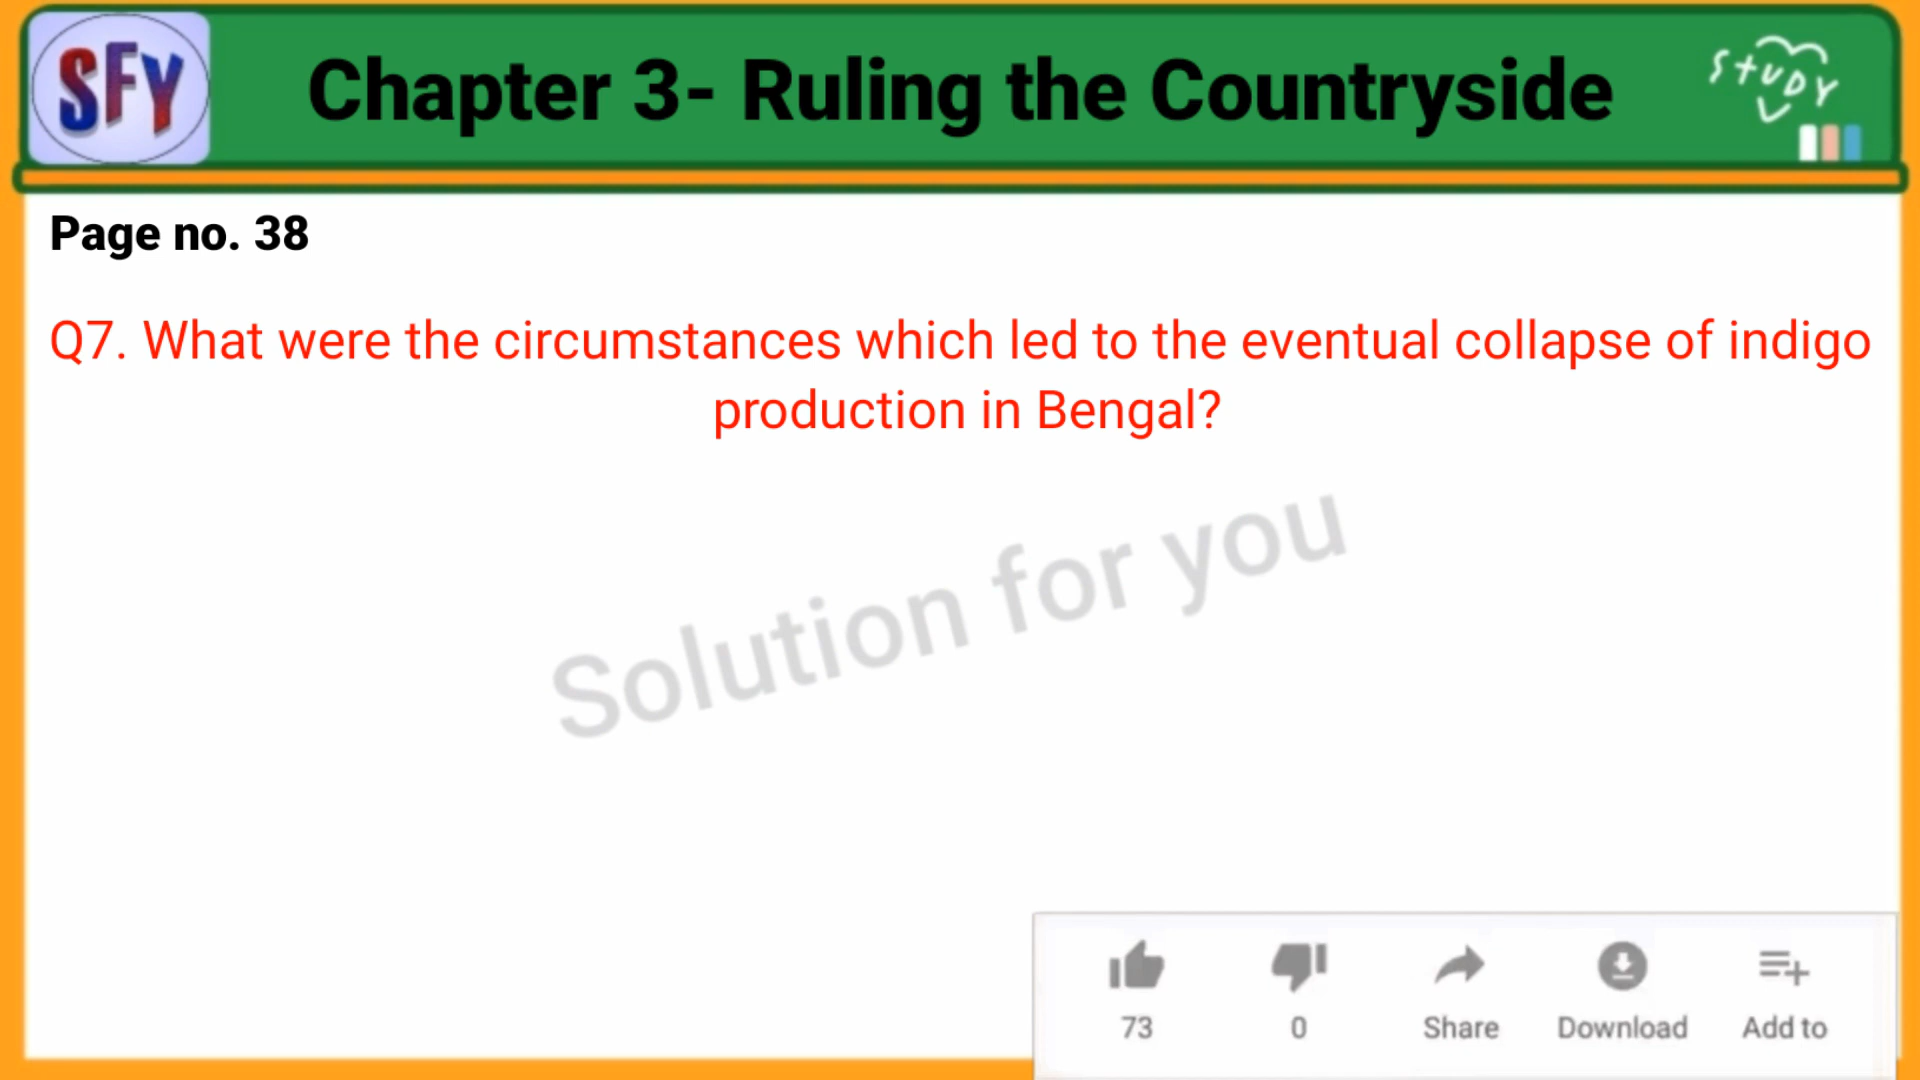 SFY
Chapter 3- Ruling the Countryside
STUDY
Page no. 38
Q7. What were the circumstances which led to the eventual collapse of indigo
production in Bengal?
Solution for you
73
0
Share
Download
Add to